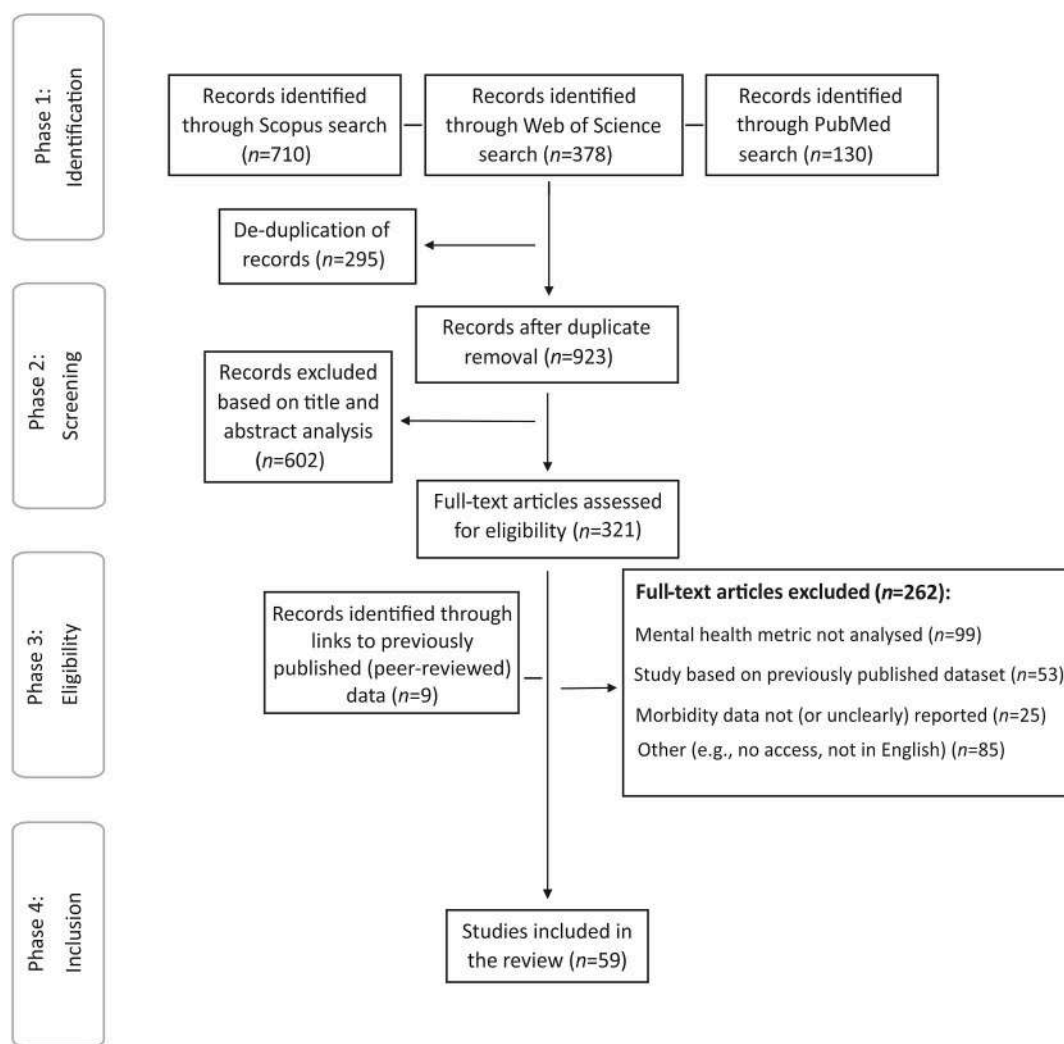 Phase 1:
Identification
Records identified
through Scopus search
(n=710)
Records identified
through Web of Science
search (n=378)
Records identified
through PubMed
search (n=130)
De-duplication of
records (n=295)
Phase 2:
Screening
Records after duplicate
removal (n=923)
Records excluded
based on title and
abstract analysis
(n=602)
Full-text articles assessed
for eligibility (n=321)
Phase 3:
Eligibility
Records identified through
links to previously
published (peer-reviewed)
data (n=9)
Full-text articles excluded (n=262):
Mental health metric not analysed (n=99)
Study based on previously published dataset (n=53)
Morbidity data not (or unclearly) reported (n=25)
Other (e.g., no access, not in English) (n=85)
Phase 4:
Inclusion
Studies included in
the review (n=59)